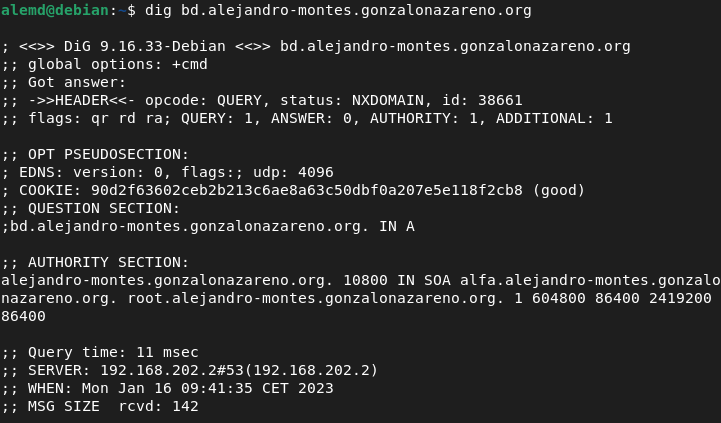 alemd@debian:~$ dig bd.alejandro-montes.gonzalonazareno.org
; <<>> DiG 9.16.33-Debian <<>> bd.alejandro-montes.gonzalonazareno.org
;; global options: +cmd
;; Got answer:
;; ->>HEADER<<- opcode: QUERY, status: NXDOMAIN, id: 38661
;; flags: qr rd ra; QUERY: 1, ANSWER: 0, AUTHORITY: 1, ADDITIONAL: 1
;; OPT PSEUDOSECTION:
; EDNS: version: 0, flags:; udp: 4096
; COOKIE: 90d2f63602ceb2b213c6ae8a63c50dbf0a207e5e118f2cb8 (good)
;; QUESTION SECTION:
;bd.alejandro-montes.gonzalonazareno.org. IN A
;; AUTHORITY SECTION:
alejandro-montes.gonzalonazareno.org. 10800 IN SOA alfa.alejandro-montes.gonzalo
nazareno.org. root.alejandro-montes.gonzalonazareno.org. 1 604800 86400 2419200
86400
;; Query time: 11 msec
;; SERVER: 192.168.202.2#53(192.168.202.2)
;; WHEN: Mon Jan 16 09:41:35 CET 2023
;; MSG SIZE  rcvd: 142